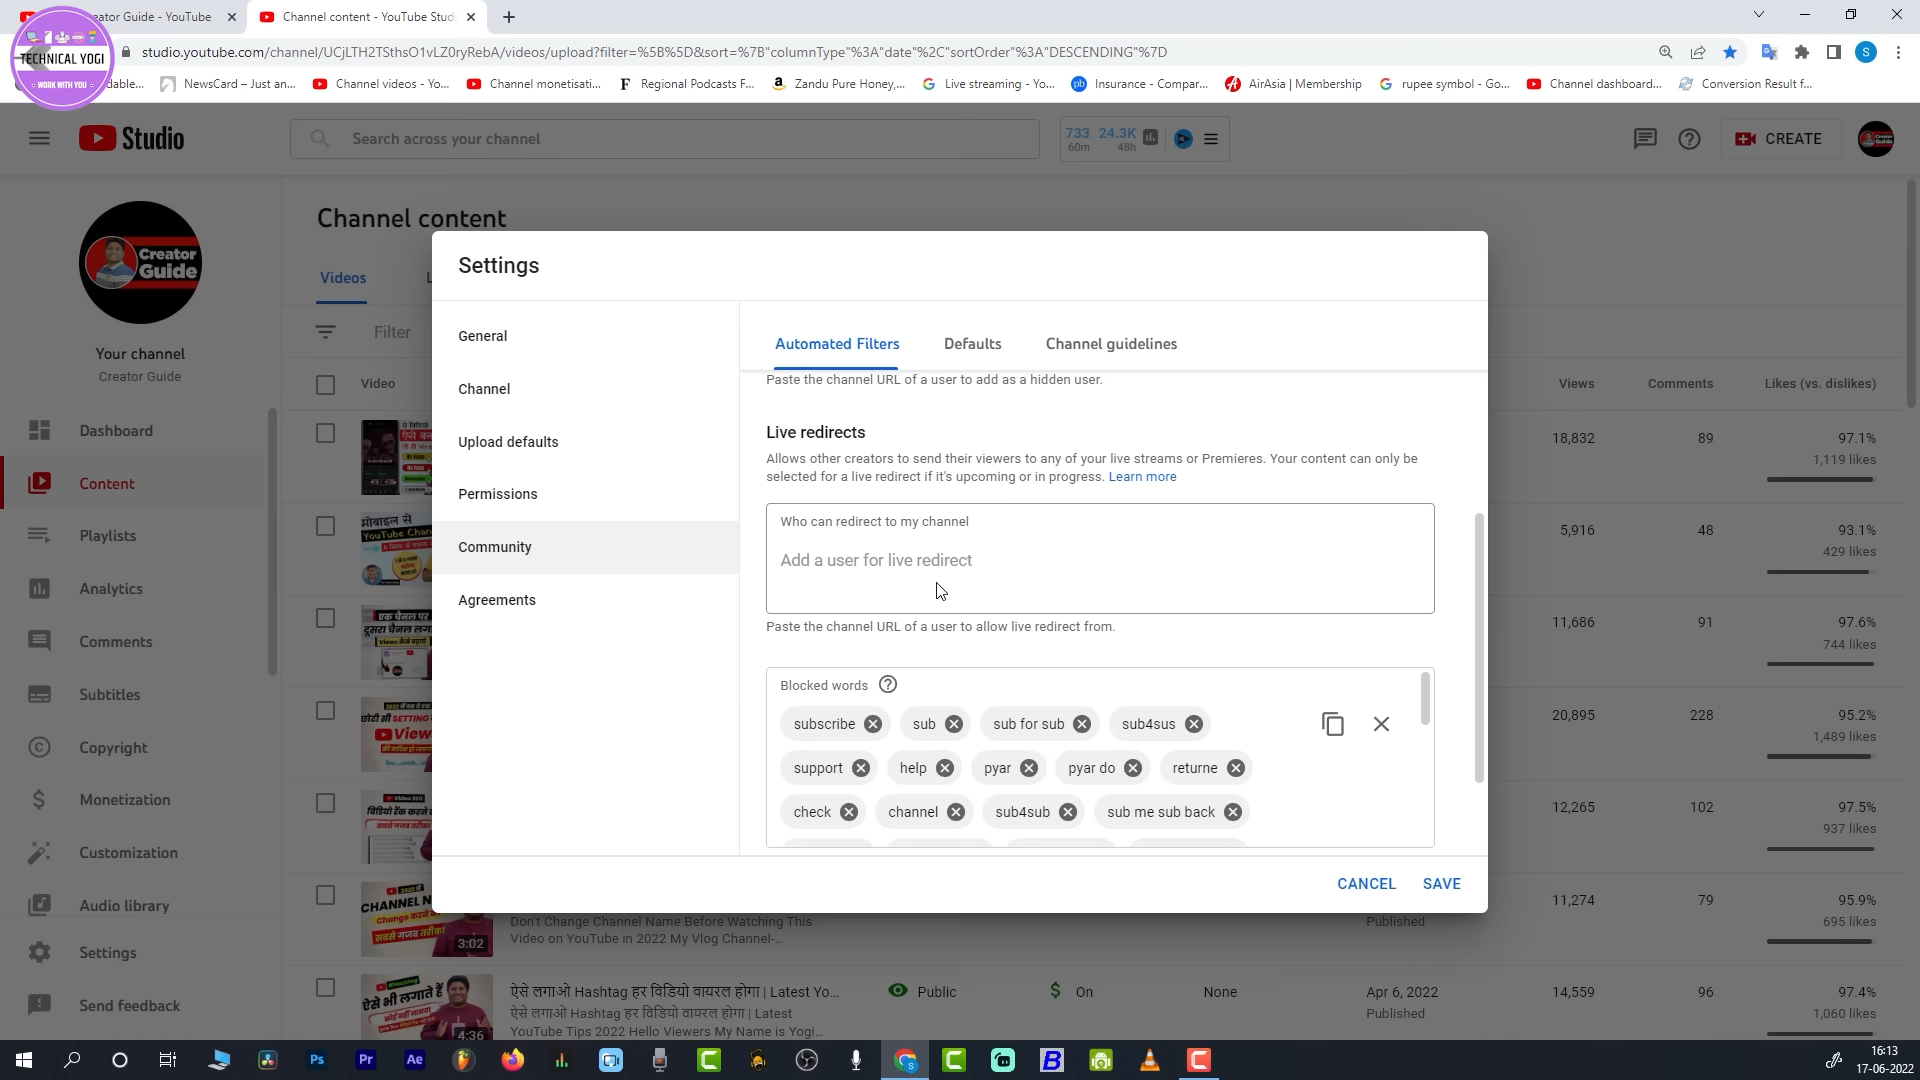 eator Guide - YouTube
Channel content - YouTube Studi
TECHNICAL YOGI
WORK WITH YOU
studio.youtube.com/channel/UCjLTH2TSthsO1vLZ0ryRebA/videos/upload?filter=%5B%5D&sort=%7B"columnType"%3A"date"%2C"sortOrder"%3A"DESCENDING"%7D
S
dable...
NewsCard – Just an...
Channel videos - Yo...
Channel monetisati...
Regional Podcasts F...
Zandu Pure Honey,...
Live streaming - Yo...
Insurance - Compar...
AirAsia | Membership
rupee symbol - Go...
Channel dashboard...
Conversion Result f...
Studio
Search across your channel
733 24.3K
60m 48h
CREATE
Creator Guide
Your channel
Creator Guide
Dashboard
Content
Playlists
Analytics
Comments
Subtitles
Copyright
Monetization
Customization
Audio library
Settings
Send feedback
Channel content
Videos
Filter
Video
Views
Comments
Likes (vs. dislikes)
18,832 89 97.1%
1,119 likes
5,916 48 93.1%
429 likes
11,686 91 97.6%
744 likes
20,895 228 95.2%
1,489 likes
12,265 102 97.5%
937 likes
11,274 79 95.9%
695 likes
Settings
General
Channel
Upload defaults
Permissions
Community
Agreements
Automated Filters
Defaults
Channel guidelines
Paste the channel URL of a user to add as a hidden user.
Live redirects
Allows other creators to send their viewers to any of your live streams or Premieres. Your content can only be
selected for a live redirect if it's upcoming or in progress. Learn more
Who can redirect to my channel
Add a user for live redirect
Paste the channel URL of a user to allow live redirect from.
Blocked words
subscribe sub sub for sub sub4sus
support help pyar pyar do returne
check channel sub4sub sub me sub back
CANCEL SAVE
3:02
Don't Change Channel Name Before Watching This
Video on YouTube in 2022 My Vlog Channel-...
Published
ऐसे भी लगाते हैं
4:36
ऐसे लगाओ Hashtag हर विडियो वायरल होगा | Latest Yo...
ऐसे लगाओ Hashtag हर विडियो वायरल होगा | Latest
YouTube Tips 2022 Hello Viewers My Name is Yogi...
Public
On
None
Apr 6, 2022
Published
14,559 96 97.4%
1,060 likes
Ps
Pr
Ae
B
16:13
17-06-2022